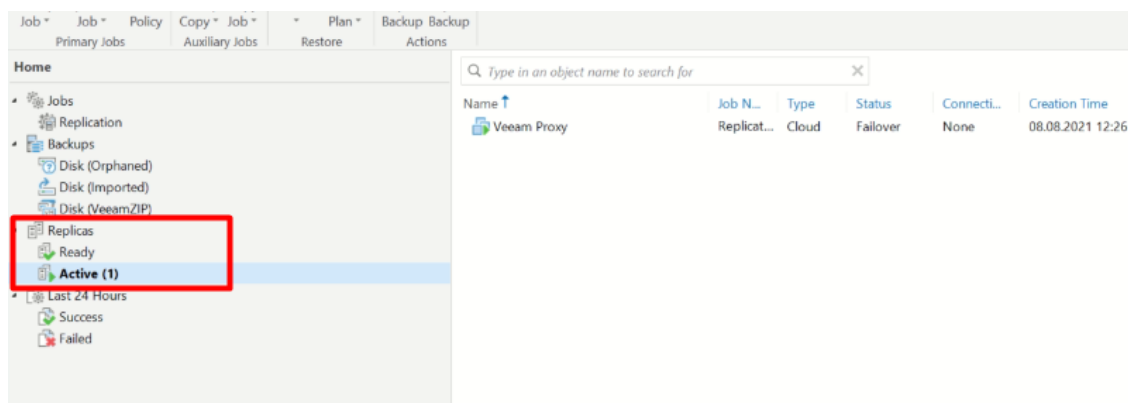 Job Job Policy Copy Job Plan Backup Backup
Primary Jobs Auxiliary Jobs Restore Actions
Home
Jobs
Replication
Backups
Disk (Orphaned)
Disk (Imported)
Disk (VeeamZIP)
Replicas
Ready
Active (1)
Last 24 Hours
Success
Failed
Type in an object name to search for
Name Job N... Type Status Connecti... Creation Time
Veeam Proxy Replicat... Cloud Failover None 08.08.2021 12:26